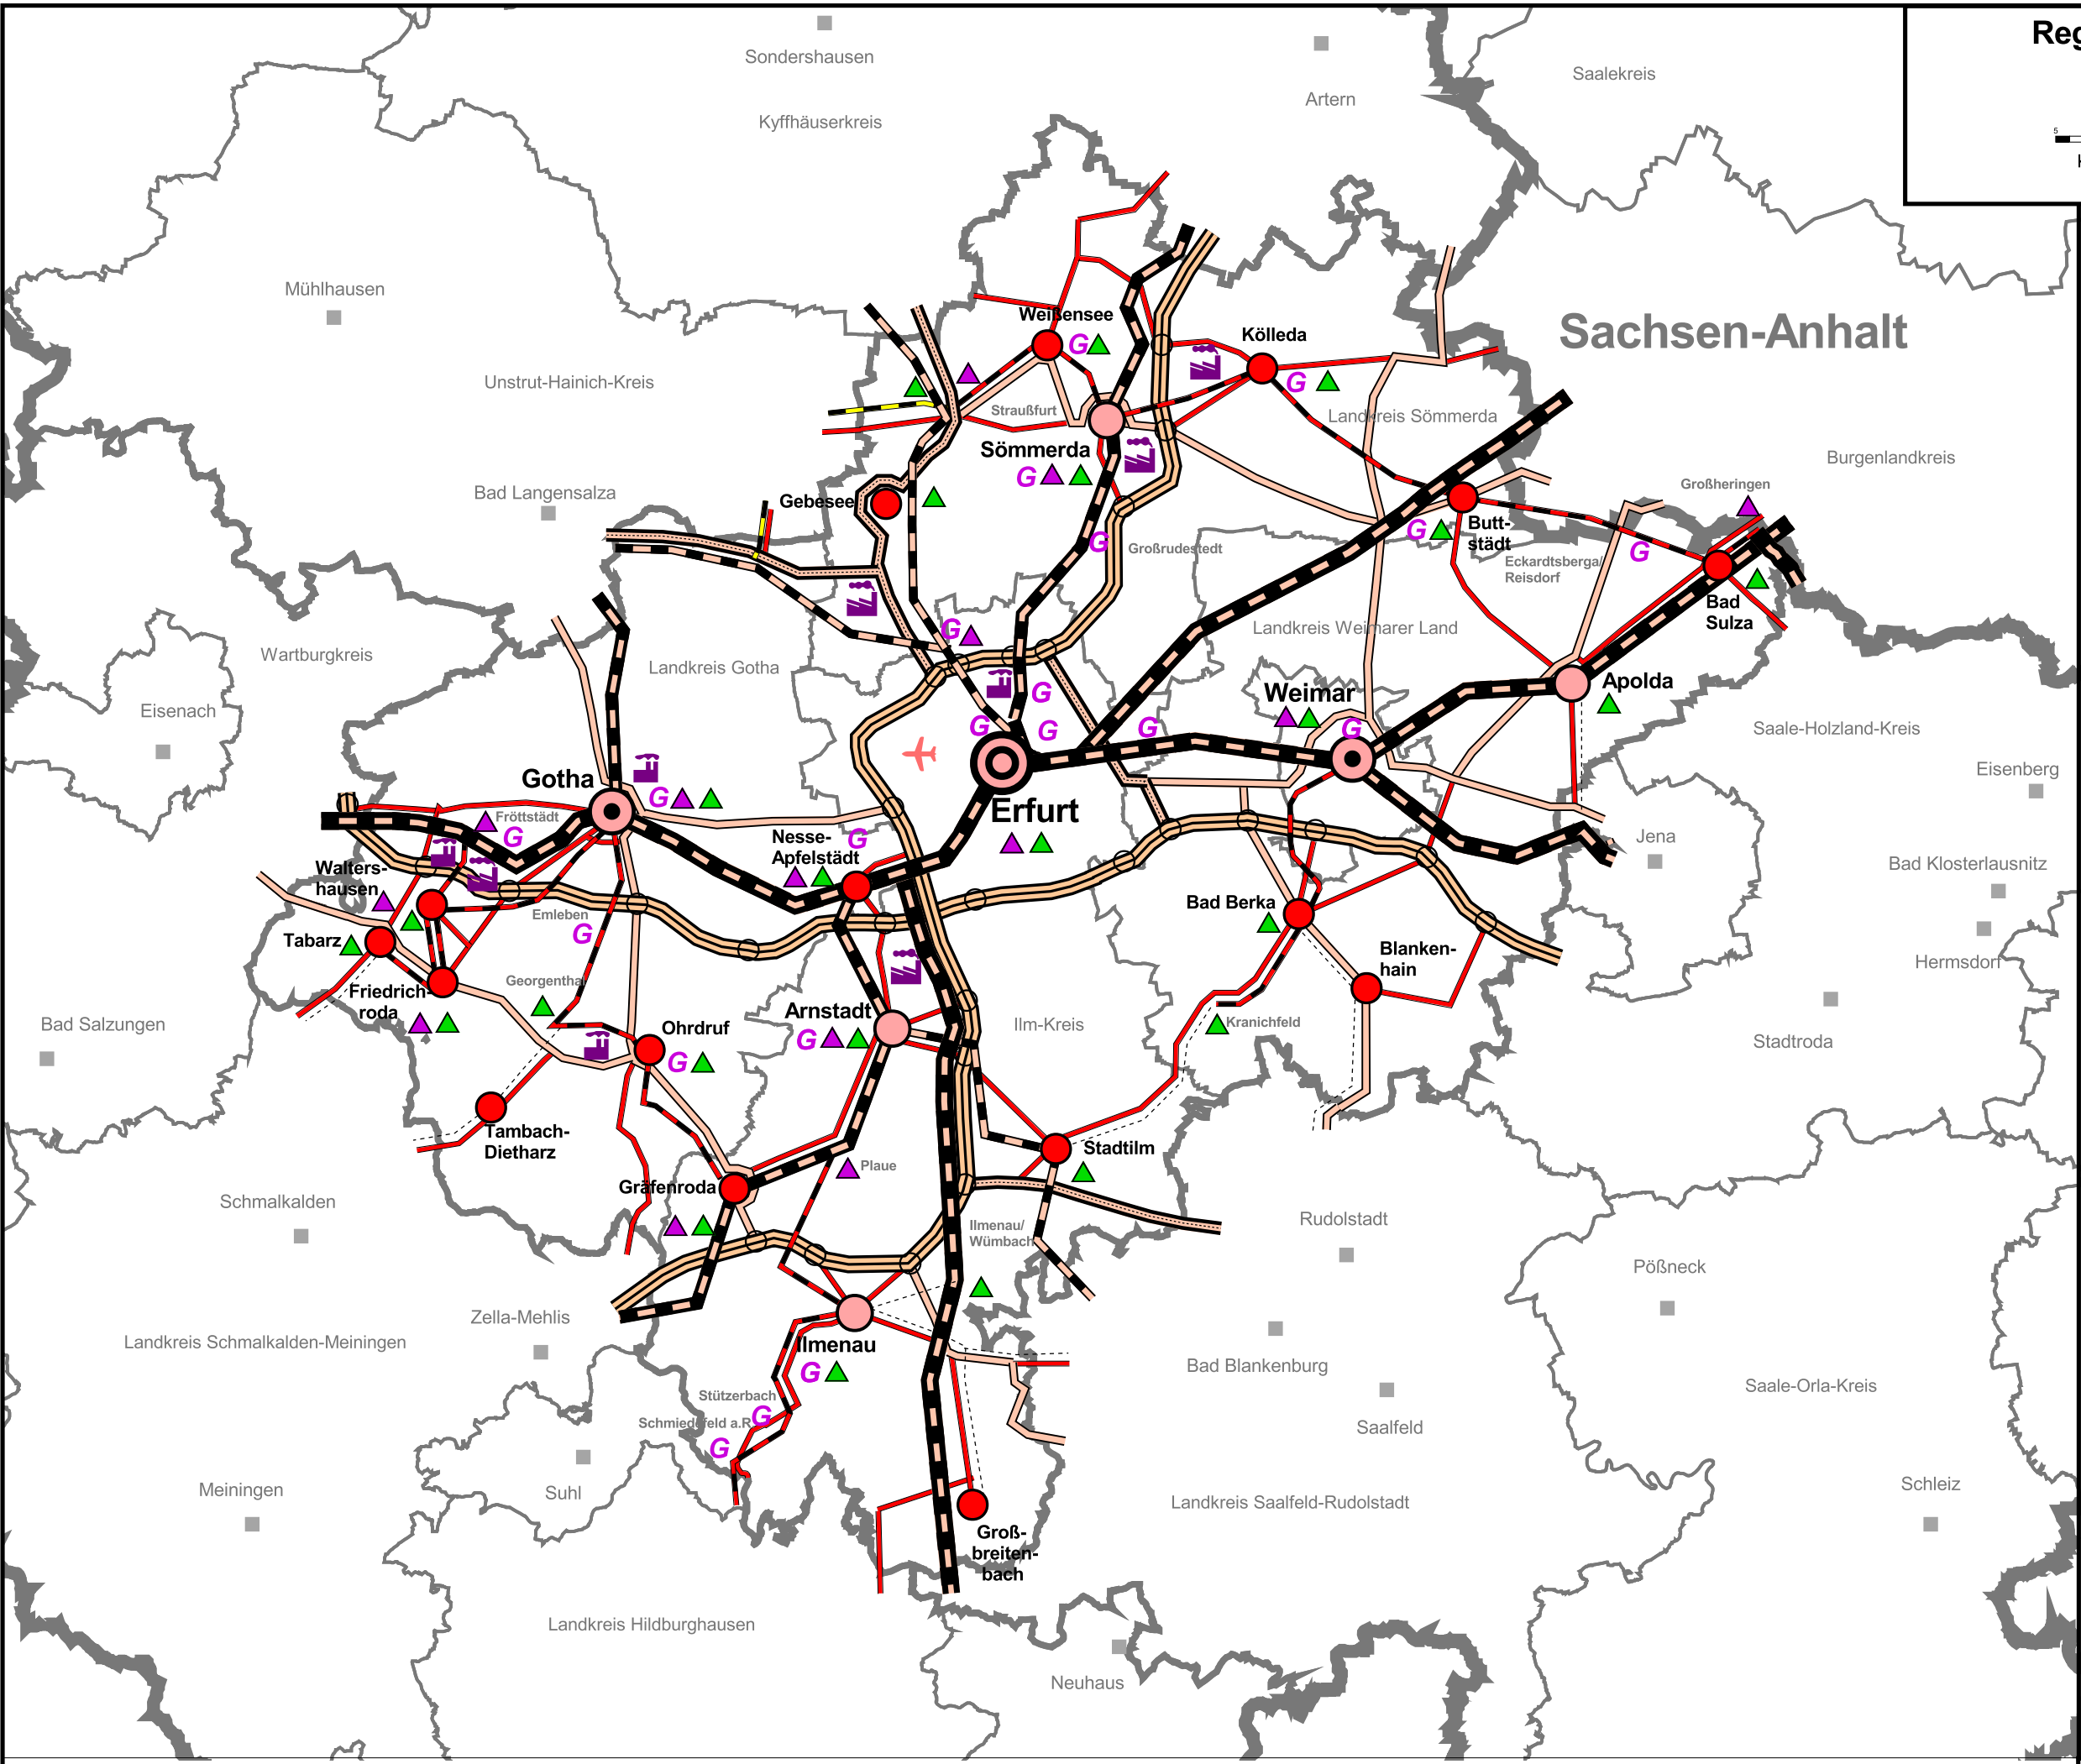 Reg
Sondershausen
Saalekreis
Artern
Kyffhäuserkreis
5
Mühlhausen
Weißensee
G
Kölleda
Sachsen-Anhalt
Unstrut-Hainich-Kreis
G
Straußfurt
Landkreis Sömmerda
Sömmerda
G
Burgenlandkreis
Großheringen
Bad Langensalza
Gebesee
G
Butt-
städt
G
Großrudestedt
G
Eckardtsberga/
Reisdorf
Bad
Sulza
G
Landkreis Weimarer Land
Wartburgkreis
Landkreis Gotha
Apolda
Weimar
G
Eisenach
G
G
G
G
Saale-Holzland-Kreis
Eisenberg
Gotha
G
Erfurt
Fröttstädt
G
Nesse-
Apfelstädt
G
Jena
Bad Klosterlausnitz
Walters-
hausen
Bad Berka
Emleben
G
Tabarz
Blanken-
hain
Hermsdorf
Georgenthal
Friedrich-
roda
Arnstadt
G
Ilm-Kreis
Kranichfeld
Bad Salzungen
Ohrdruf
G
Stadtroda
Tambach-
Dietharz
Stadtilm
Plaue
Gräfenroda
Schmalkalden
Rudolstadt
Ilmenau/
Wümbach
Pößneck
Zella-Mehlis
Landkreis Schmalkalden-Meiningen
Ilmenau
G
Bad Blankenburg
Saale-Orla-Kreis
Stützerbach
G
Schmiedefeld a.R.
G
Saalfeld
Meiningen
Suhl
Schleiz
Landkreis Saalfeld-Rudolstadt
Groß-
breiten-
bach
Landkreis Hildburghausen
Neuhaus